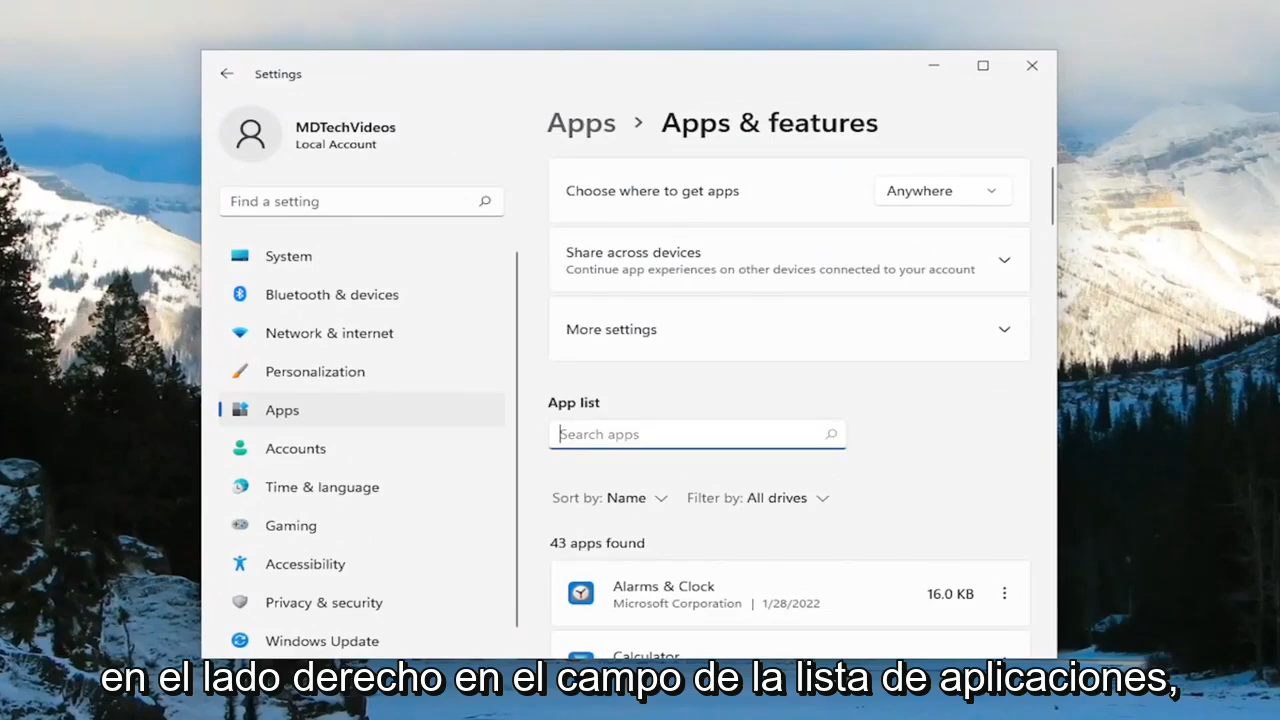 Settings
MDTechVideos
Local Account
Find a setting
System
Bluetooth & devices
Network & internet
Personalization
Apps
Accounts
Time & language
Gaming
Accessibility
Privacy & security
Windows Update
Apps > Apps & features
Choose where to get apps
Anywhere
Share across devices
Continue app experiences on other devices connected to your account
More settings
App list
Search apps
Sort by: Name
Filter by: All drives
43 apps found
Alarms & Clock
Microsoft Corporation | 1/28/2022
16.0 KB
Calculator
en el lado derecho en el campo de la lista de aplicaciones,